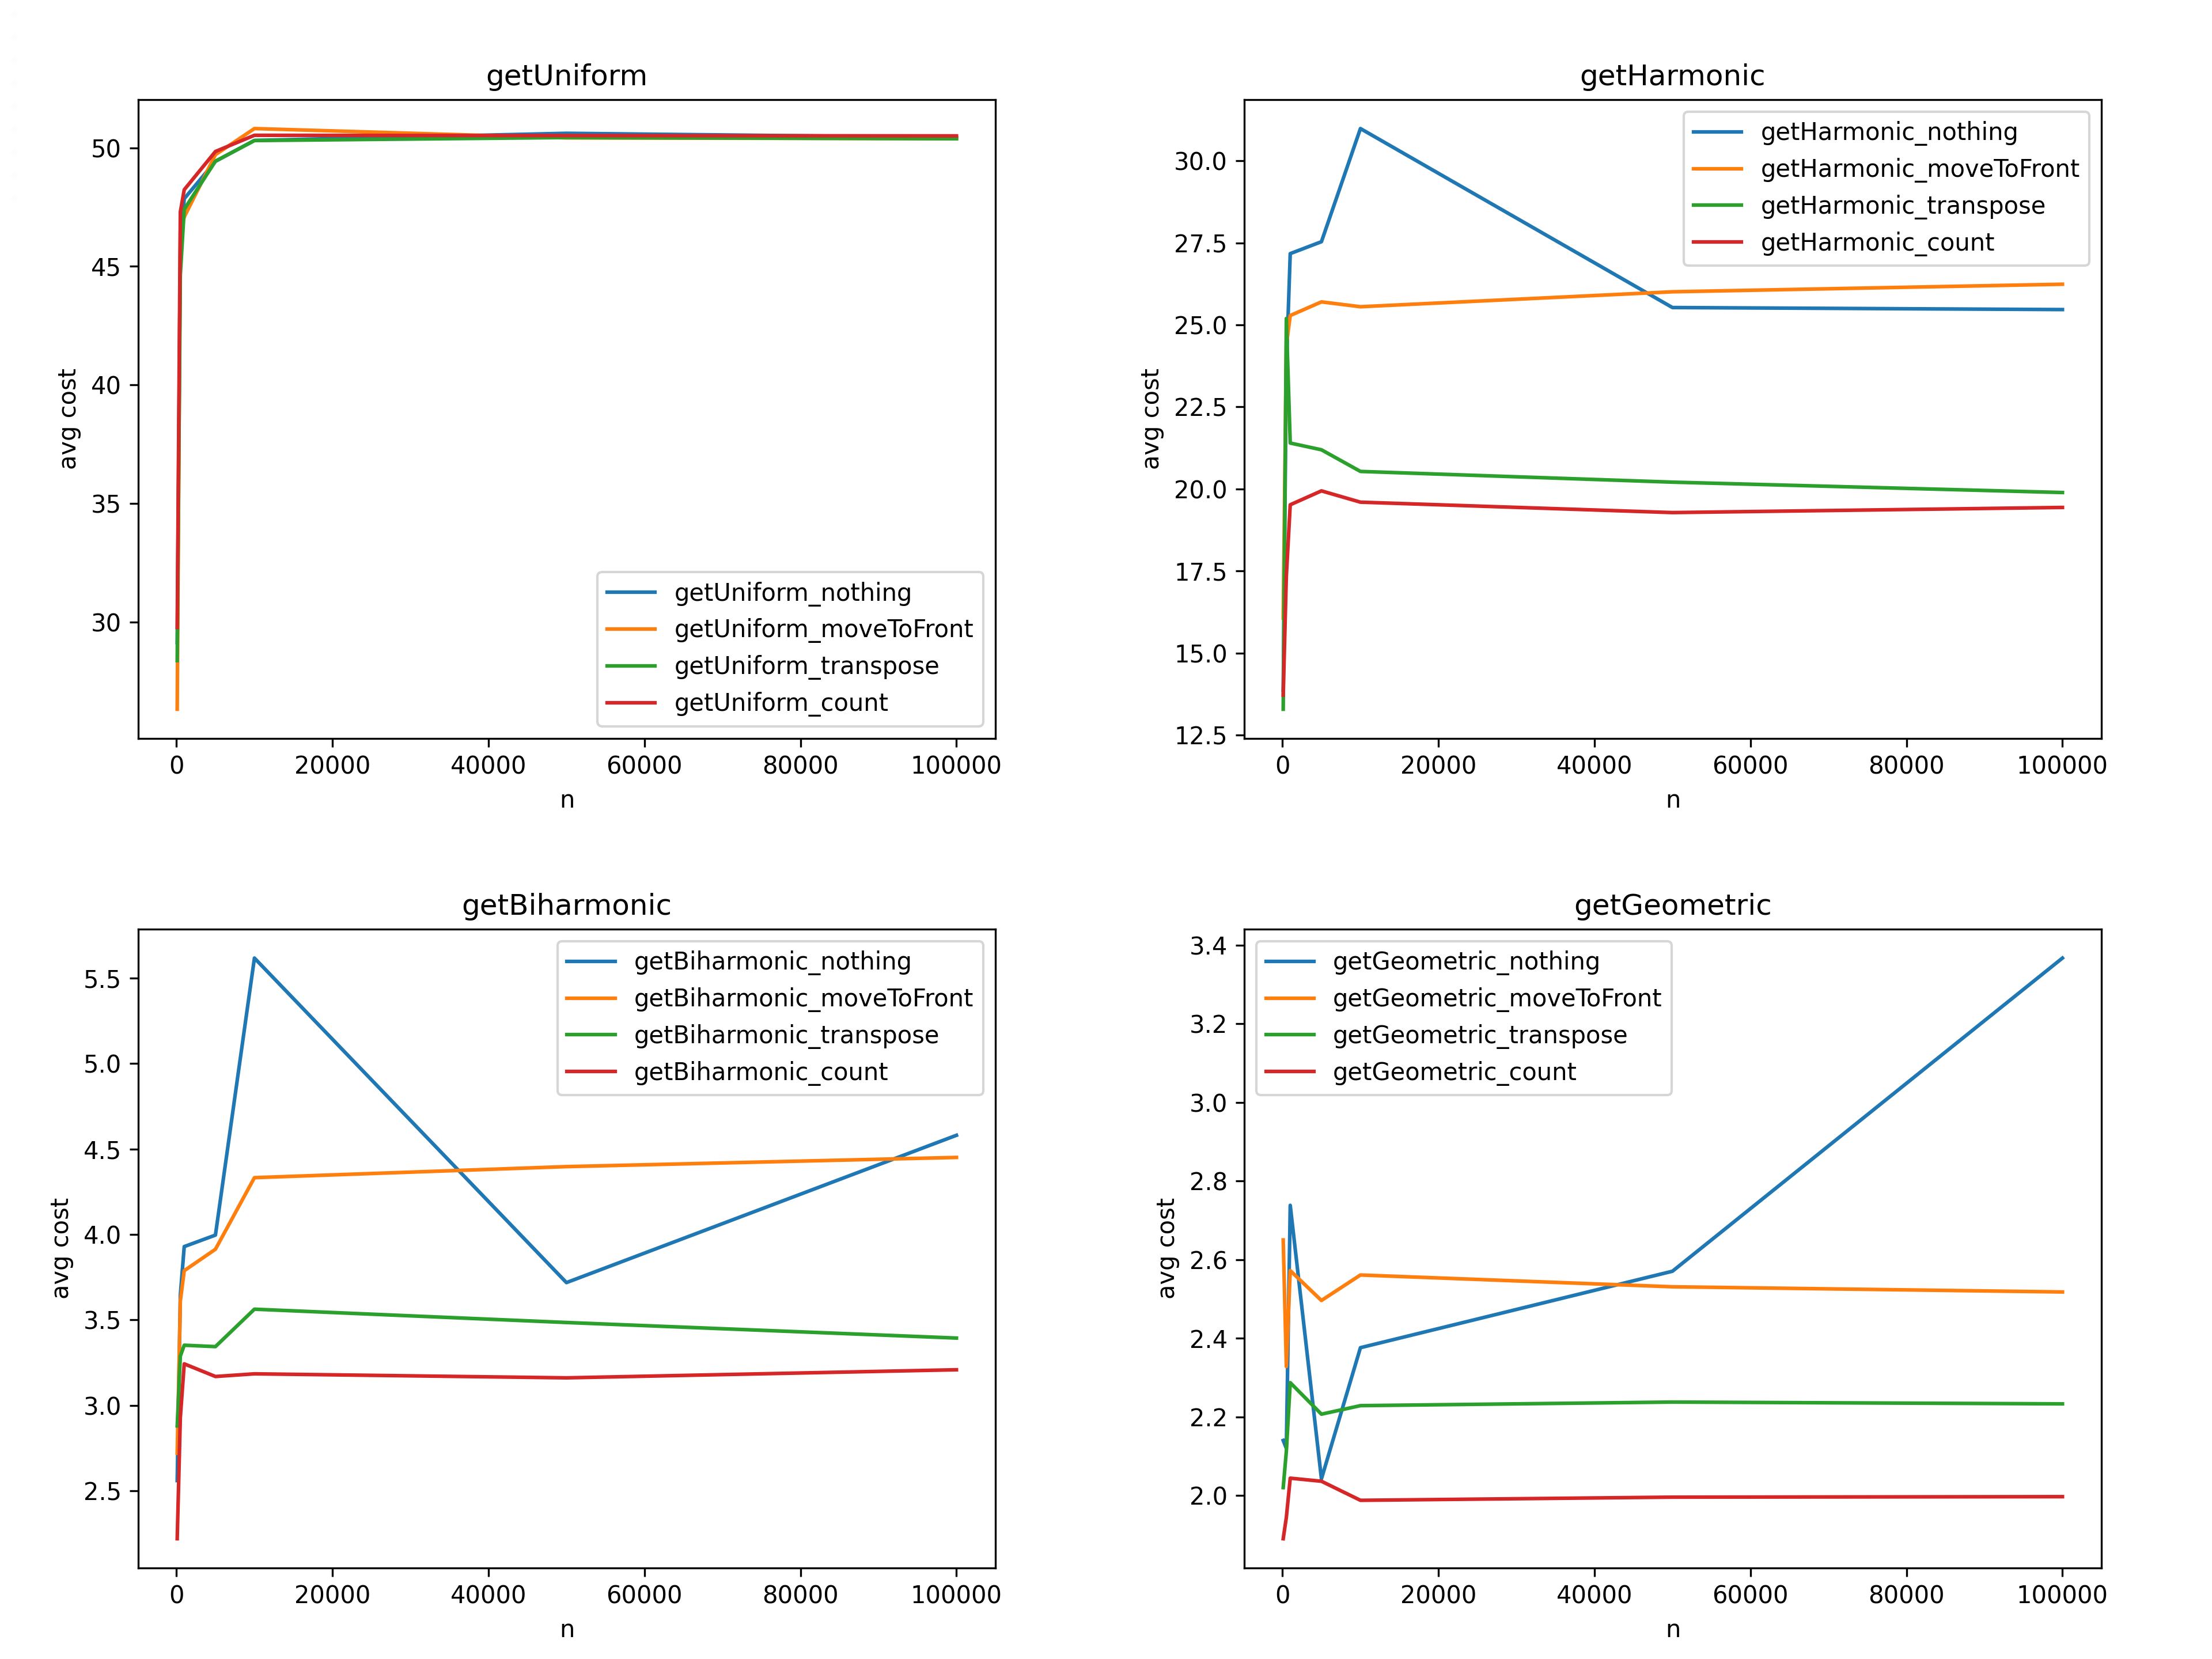 getUniform
avg cost
50
45
40
35
30
getUniform_nothing
getUniform_moveToFront
getUniform_transpose
getUniform_count
0 20000 40000 60000 80000 100000
n
getHarmonic
avg cost
30.0
27.5
25.0
22.5
20.0
17.5
15.0
12.5
getHarmonic_nothing
getHarmonic_moveToFront
getHarmonic_transpose
getHarmonic_count
0 20000 40000 60000 80000 100000
n
getBiharmonic
avg cost
5.5
5.0
4.5
4.0
3.5
3.0
2.5
getBiharmonic_nothing
getBiharmonic_moveToFront
getBiharmonic_transpose
getBiharmonic_count
0 20000 40000 60000 80000 100000
n
getGeometric
avg cost
3.4
3.2
3.0
2.8
2.6
2.4
2.2
2.0
getGeometric_nothing
getGeometric_moveToFront
getGeometric_transpose
getGeometric_count
0 20000 40000 60000 80000 100000
n